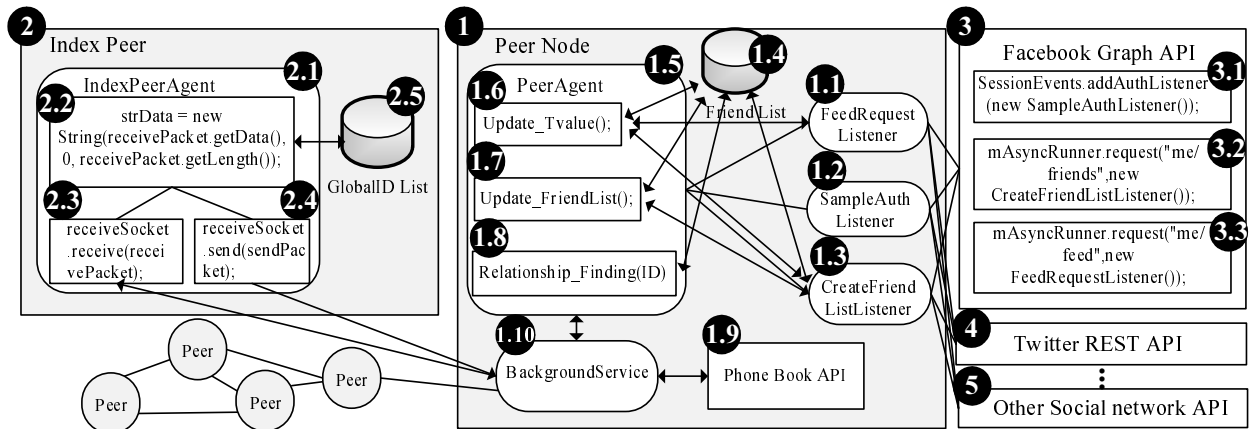 2
Index Peer
2.1
IndexPeerAgent
2.2
strData = new
String(receivePacket.getData(),
0, receivePacket.getLength());
2.5
GlobalID List
2.3
receiveSocket
.receive(recei
vePacket);
2.4
receiveSocket
.send(sendPac
ket);
Peer
Peer
Peer
Peer
1
Peer Node
1.5
PeerAgent
1.6
Update_Tvalue();
1.7
Update_FriendList();
1.8
Relationship_Finding(ID)
1.4
Friend List
1.1
FeedRequest
Listener
1.2
SampleAuth
Listener
1.3
CreateFriend
ListListener
1.10
BackgroundService
1.9
Phone Book API
3
Facebook Graph API
3.1
SessionEvents.addAuthListener
(new SampleAuthListener());
3.2
mAsyncRunner.request("me/
friends",new
CreateFriendListListener());
3.3
mAsyncRunner.request("me/
feed",new
FeedRequestListener());
4
Twitter REST API
5
Other Social network API